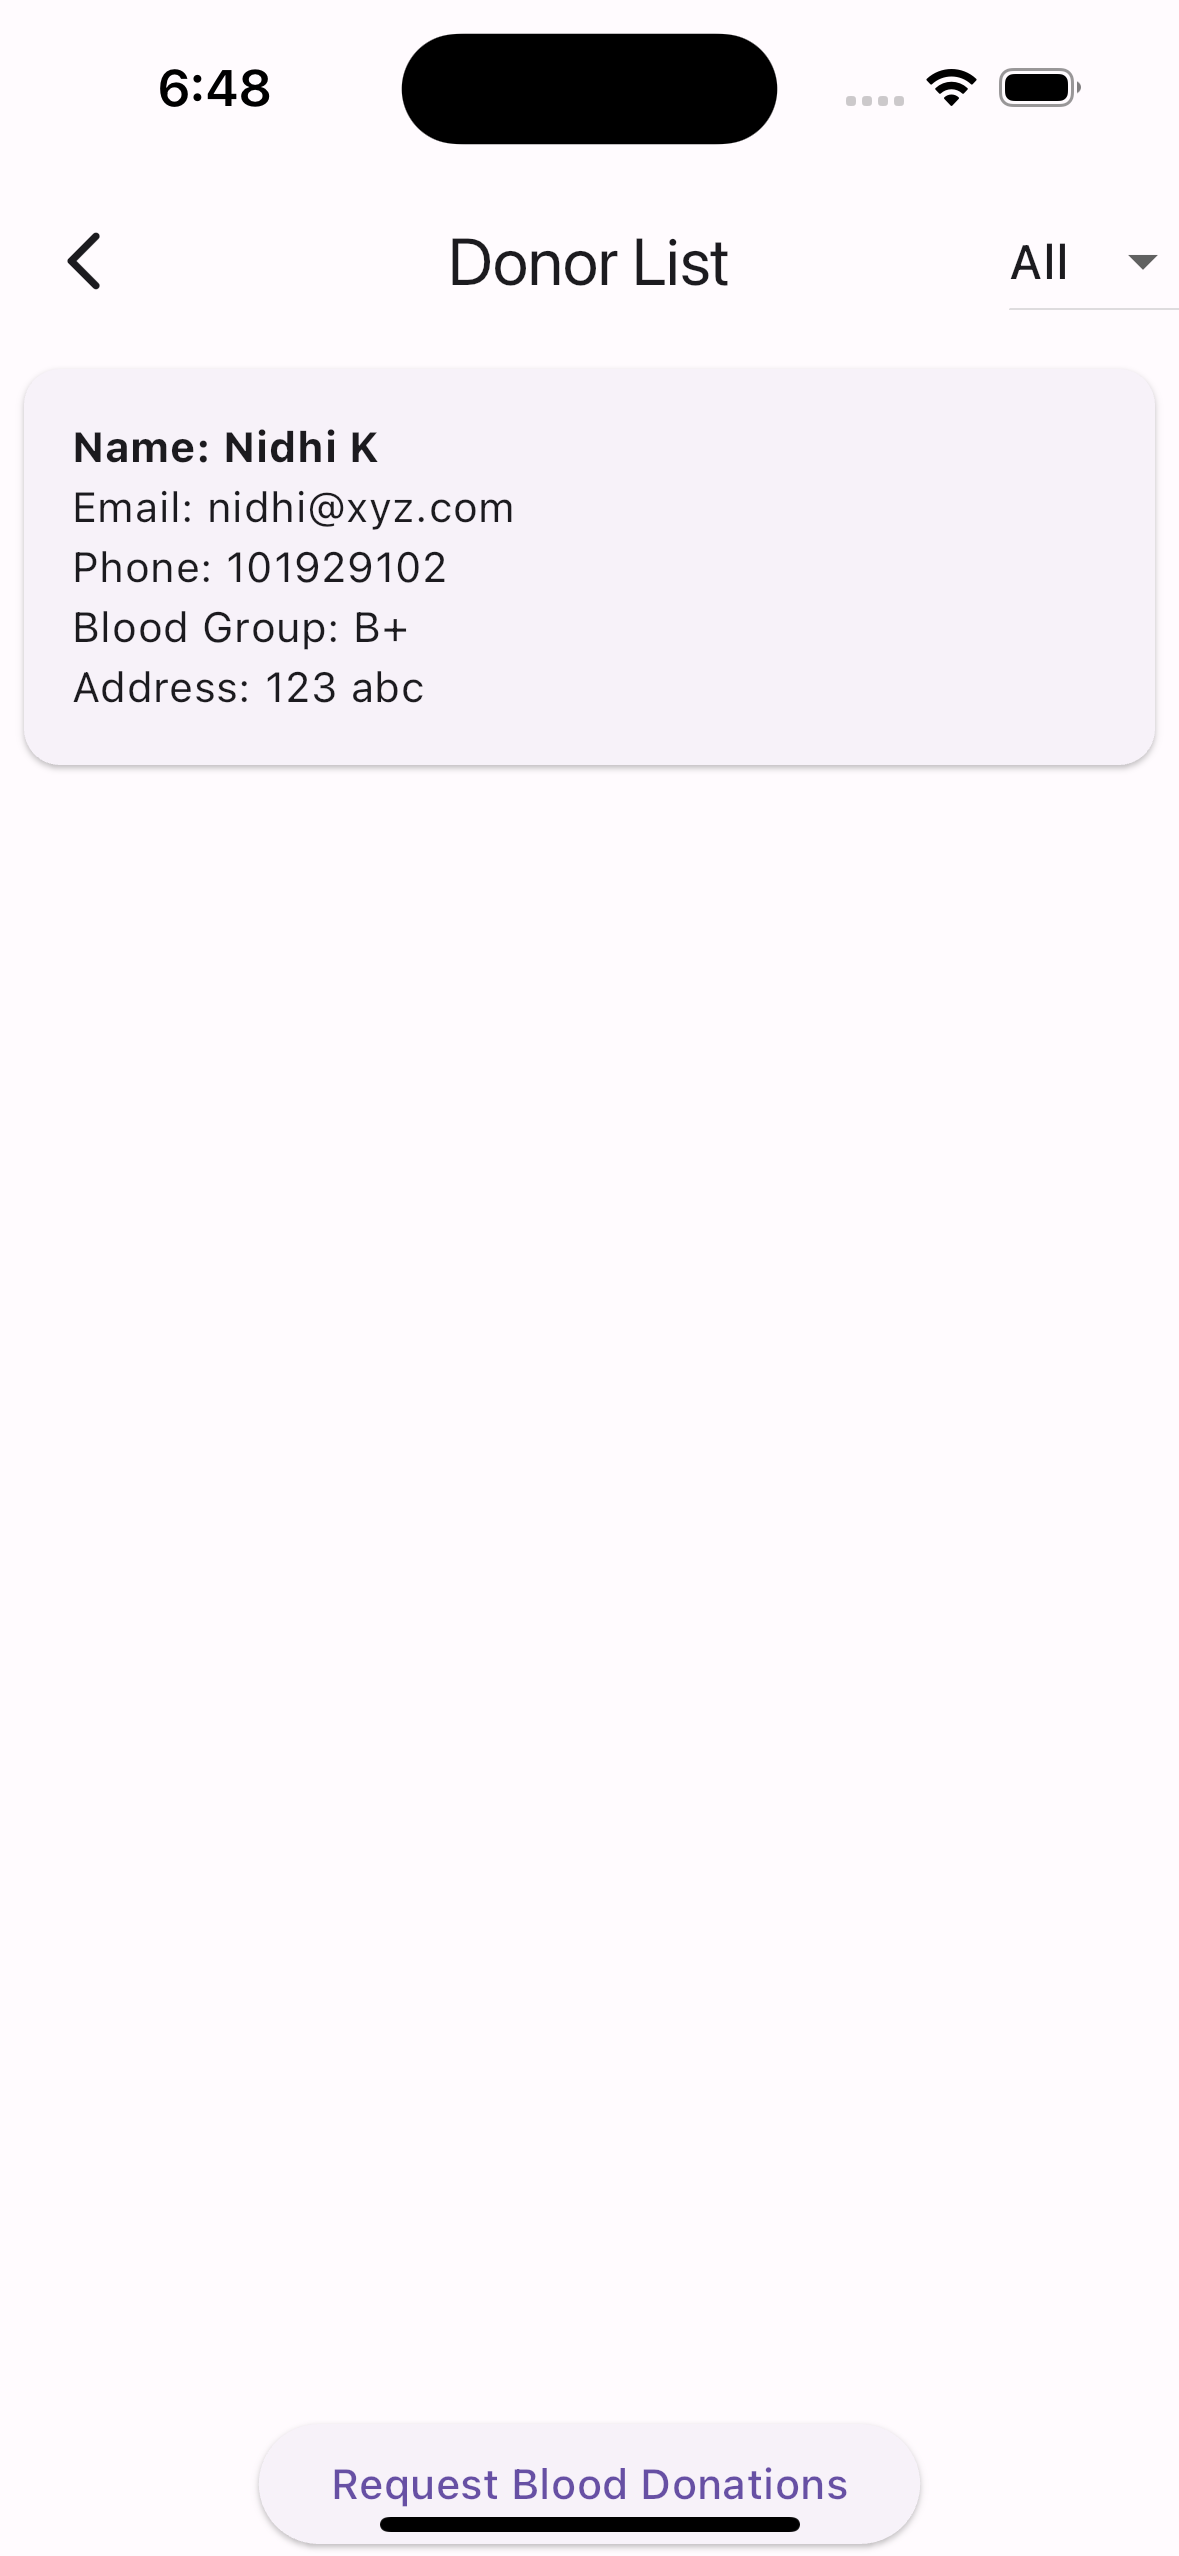 6:48
Donor List
All
Name: Nidhi K
Email: nidhi@xyz.com
Phone: 101929102
Blood Group: B+
Address: 123 abc
Request Blood Donations